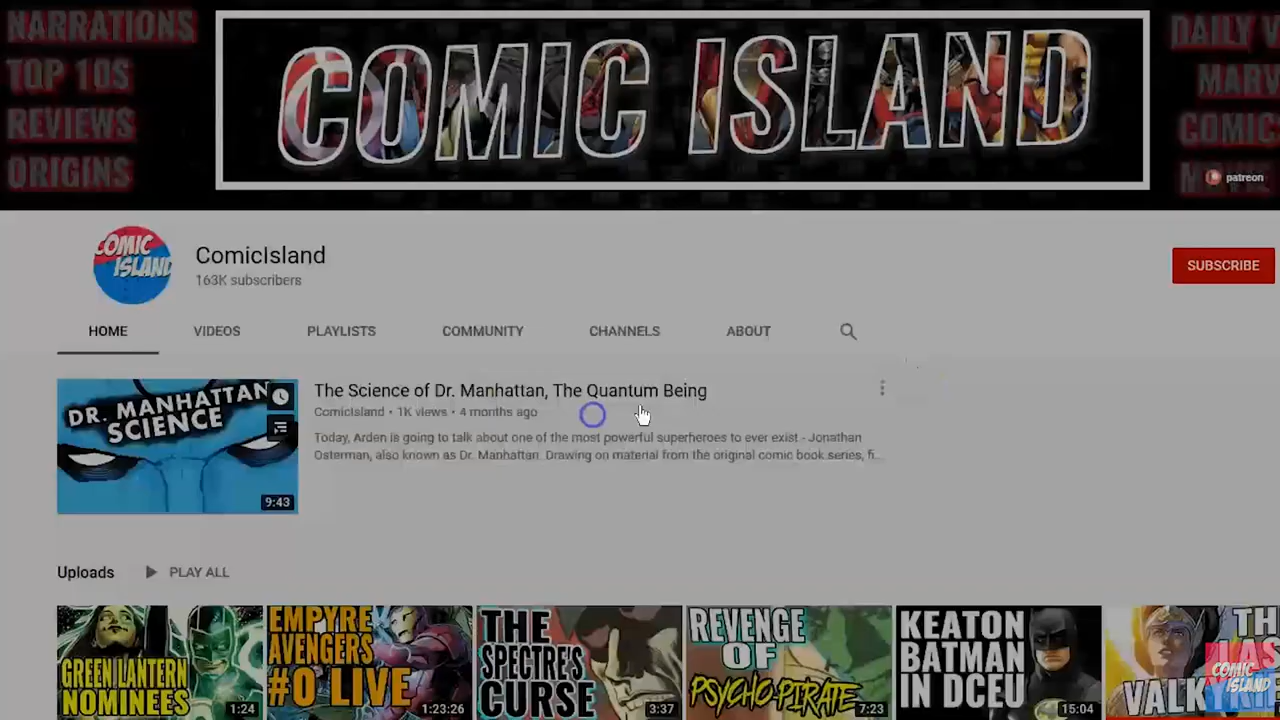 NARRATIONS
TOP 10S
REVIEWS
ORIGINS
COMIC ISLAND
DAILY V
MARV
COMIC
patreon
COMIC
ISLAND
ComicIsland
163K subscribers
SUBSCRIBE
HOME VIDEOS PLAYLISTS COMMUNITY CHANNELS ABOUT
DR. MANHATTAN
SCIENCE
9:43
The Science of Dr. Manhattan, The Quantum Being
ComicIsland • 1K views • 4 months ago
Today, Arden is going to talk about one of the most powerful superheroes to ever exist - Jonathan
Osterman, also known as Dr. Manhattan. Drawing on material from the original comic book series, fi...
Uploads PLAY ALL
GREEN LANTERN
NOMINEES
1:24
EMPYRE
AVENGERS
#0 LIVE
1:23:26
THE
SPECTRE'S
CURSE
3:37
REVENGE
OF
PSYCHO-PIRATE
7:23
KEATON
BATMAN
IN DCEU
15:04
TH
LAS
VALKYRIE
COMIC
ISLAND